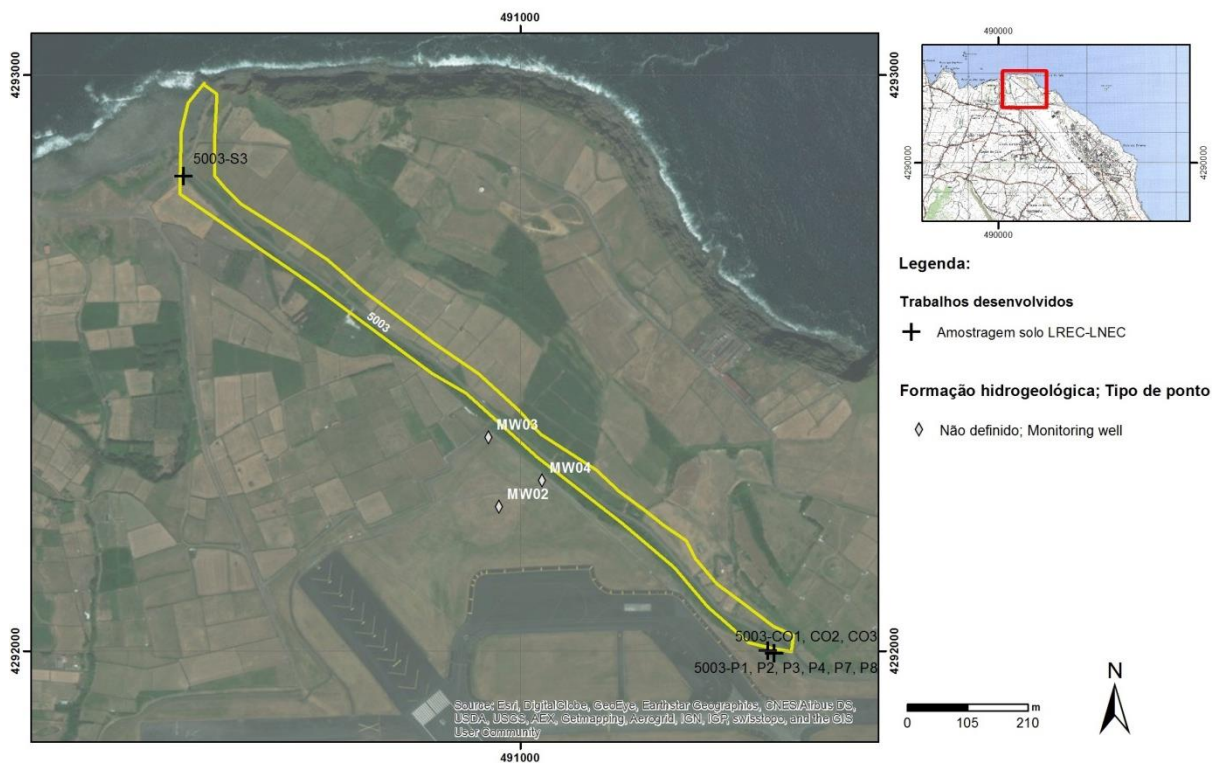 491000
4293000
4293000
5003-S3
5003
MW03
MW04
MW02
5003-CO1, CO2, CO3
4292000
4292000
5003-P1, P2, P3, P4, P7, P8
Source: Esri, DigitalGlobe, GeoEye, Earthstar Geographics, CNES/Airbus DS,
USDA, USGS, AEX, Getmapping, Aerogrid, IGN, IGP, swisstopo, and the GIS
User Community
491000
490000
4290000
4290000
490000
Legenda:
Trabalhos desenvolvidos
Amostragem solo LREC-LNEC
Formação hidrogeológica; Tipo de ponto
Não definido; Monitoring well
N
m
0 105 210